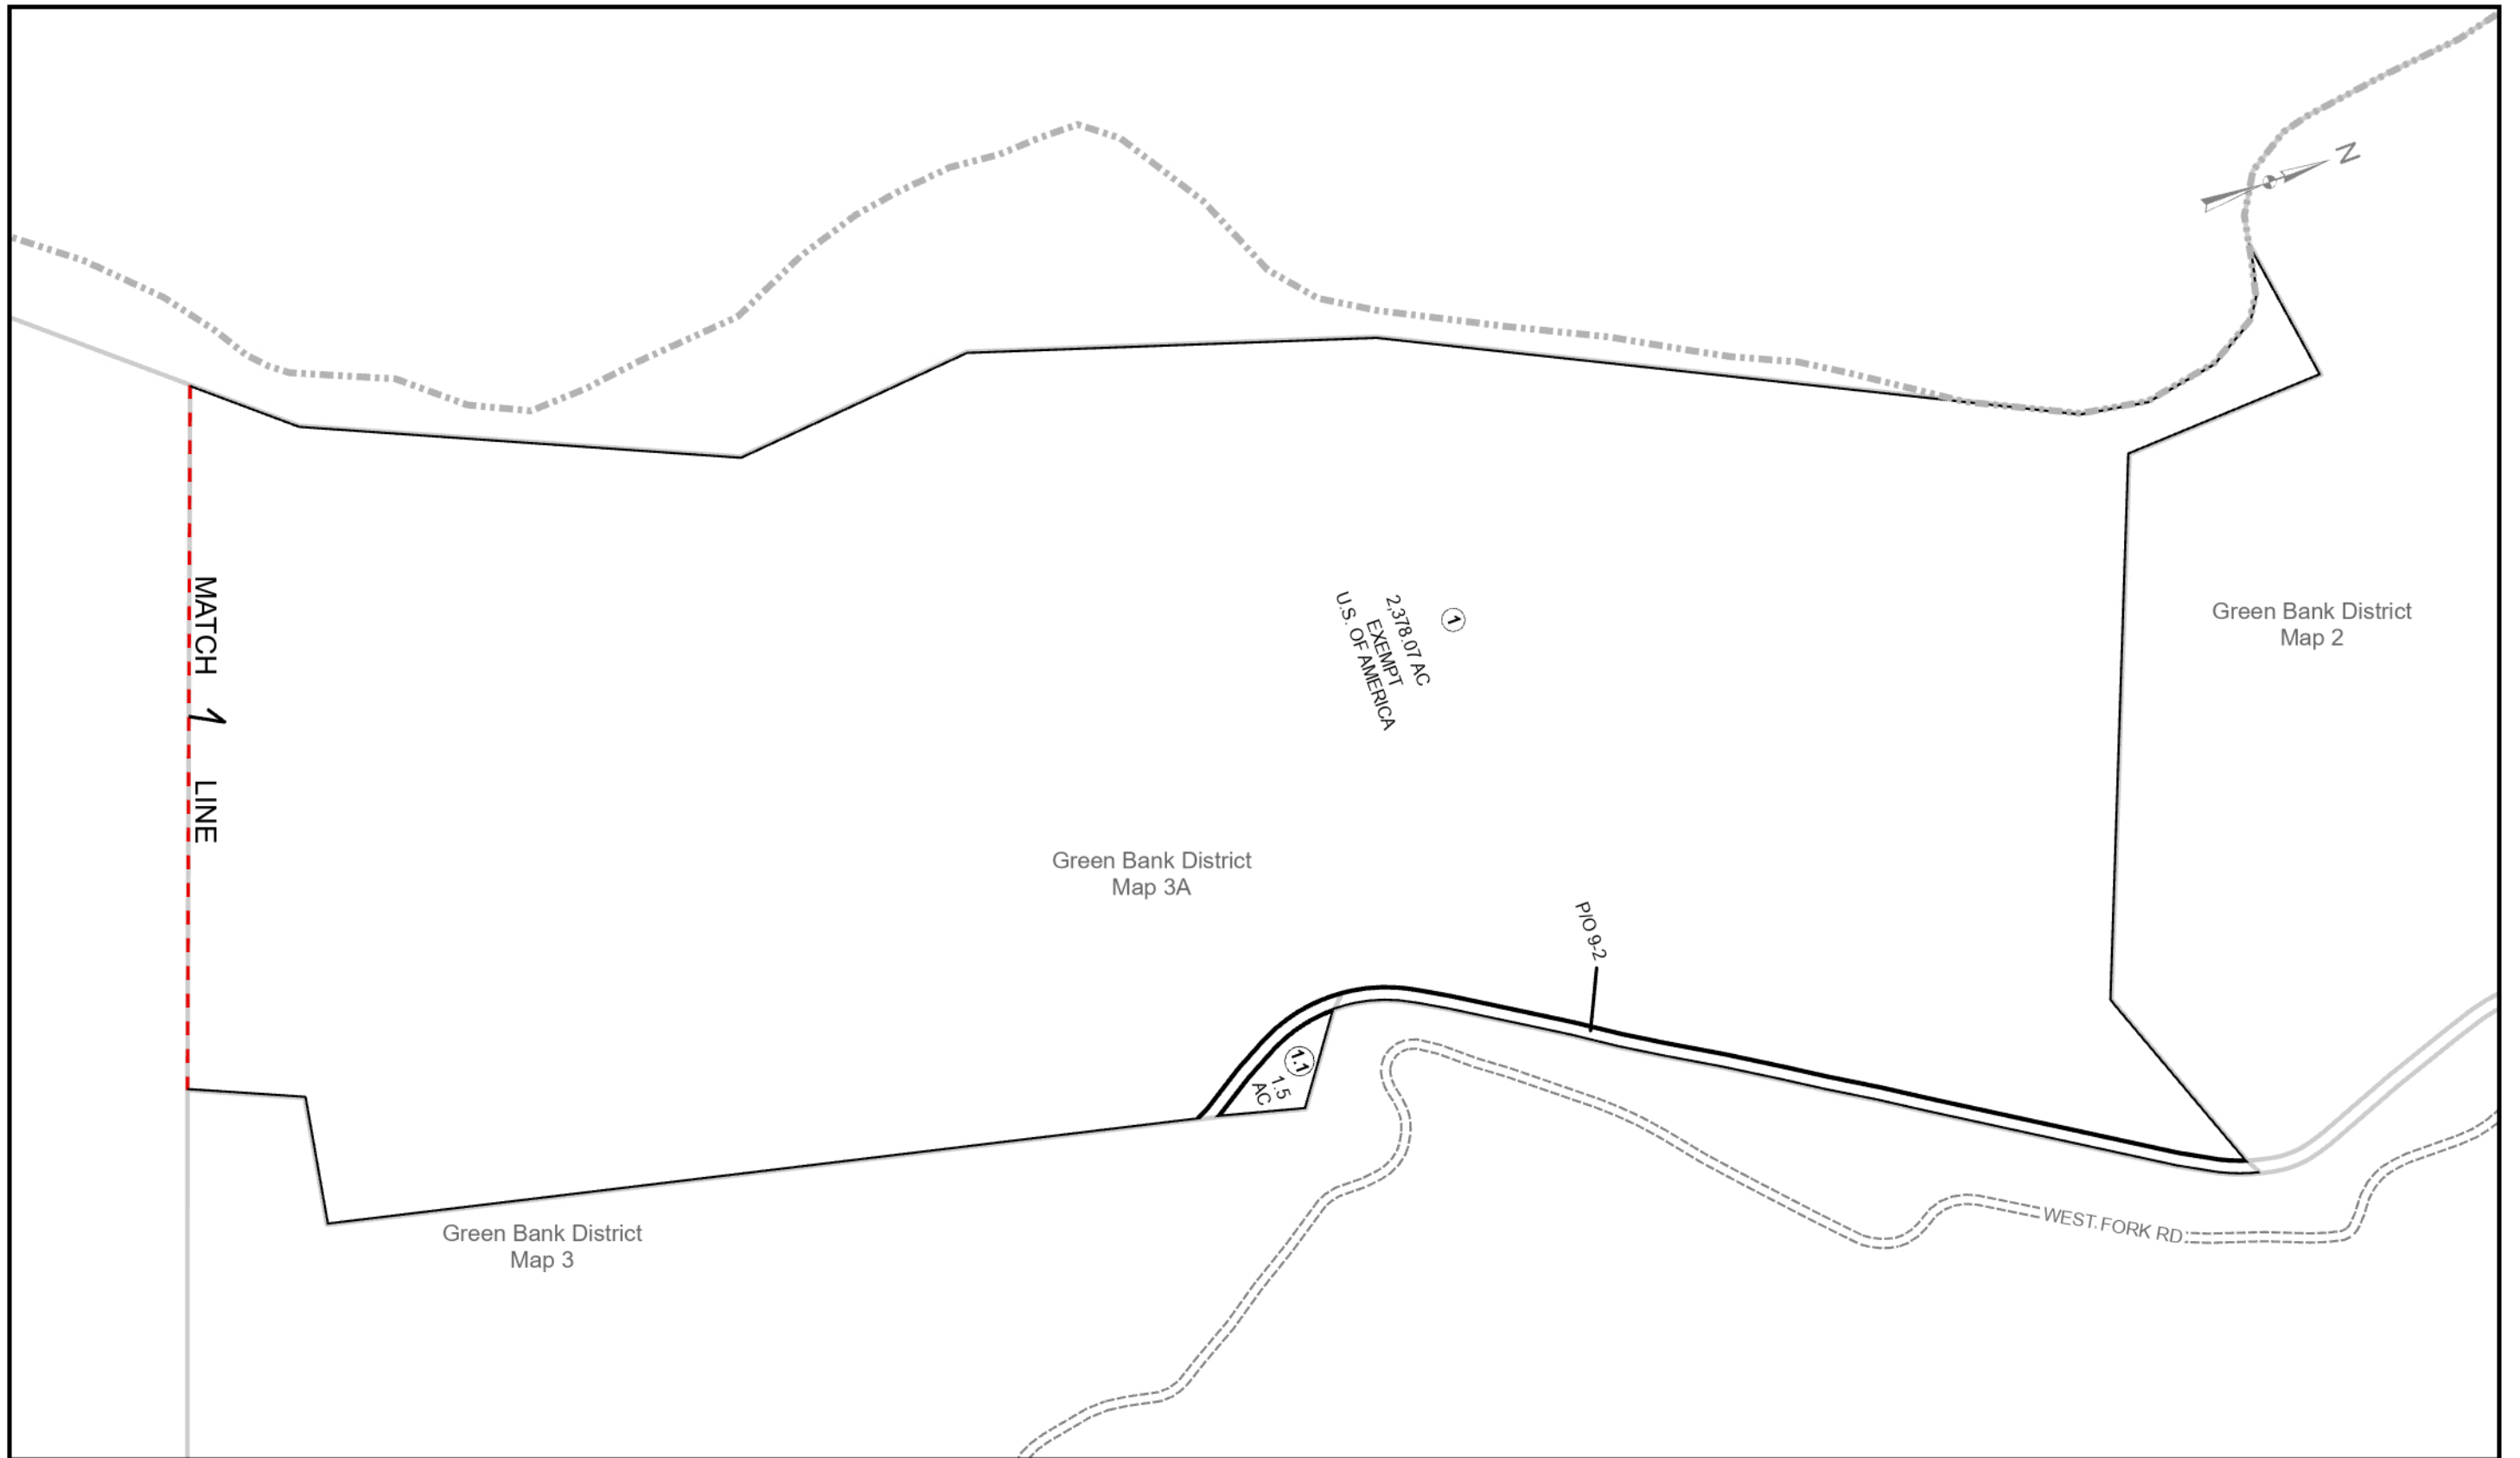 N
MATCH 1 LINE
1
2,378.07 AC
EXEMPT
U.S. OF AMERICA
Green Bank District
Map 2
Green Bank District
Map 3A
P/O 9-2
1.1
1.5
AC
Green Bank District
Map 3
WEST FORK RD